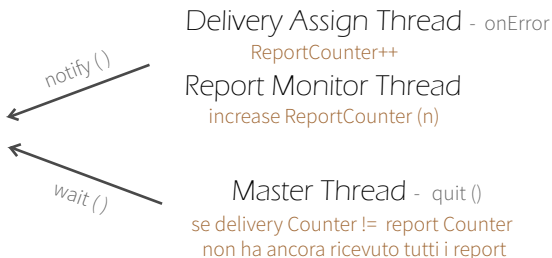 Delivery Assign Thread - onError
ReportCounter++
notify ( )
Report Monitor Thread
increase ReportCounter (n)
wait ( )
Master Thread - quit ()
se delivery Counter != report Counter
non ha ancora ricevuto tutti i report